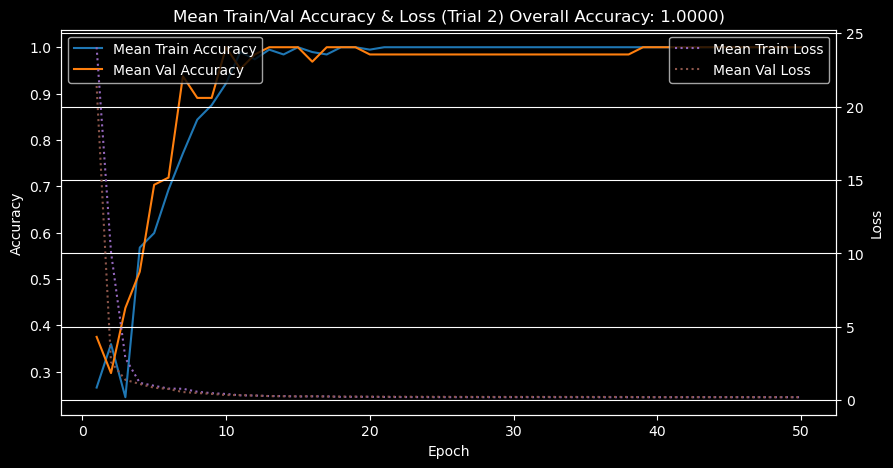 Mean Train/Val Accuracy & Loss (Trial 2) Overall Accuracy: 1.0000)
Mean Train Accuracy
Mean Val Accuracy
Mean Train Loss
Mean Val Loss
1.0
0.9
0.8
0.7
0.6
0.5
0.4
0.3
Accuracy
25
20
15
10
5
0
Loss
0
10
20
30
40
50
Epoch